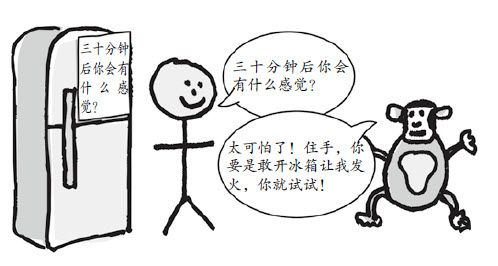 三十分钟
后你会有
什么感
觉?
三十分钟后你会
有什么感觉?
太可怕了!住手,你
要是敢开冰箱让我发
火,你就试试!